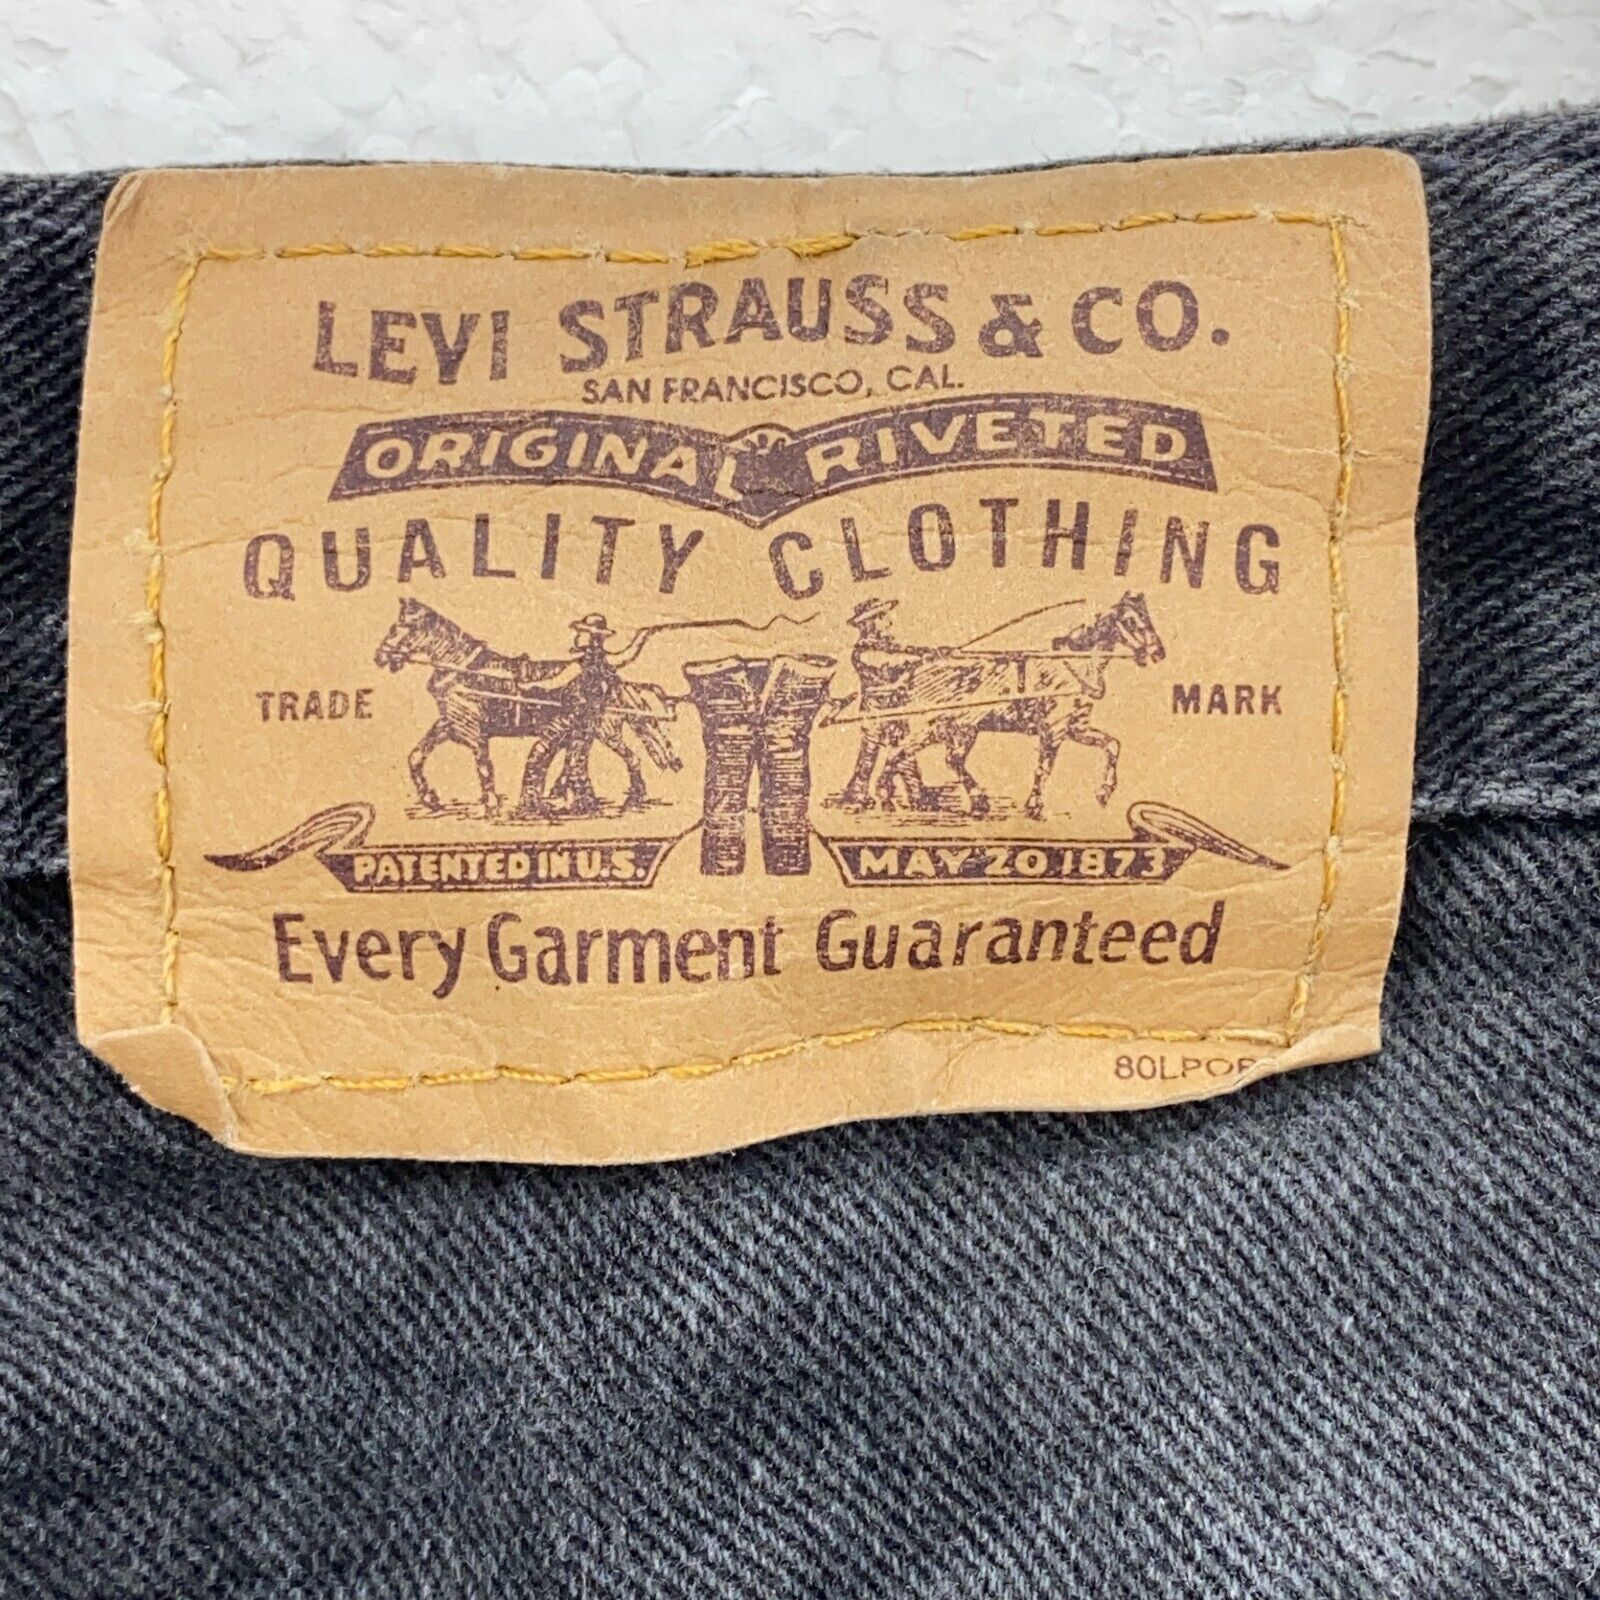 LEVI STRAUSS & CO.
SAN FRANCISCO, CAL.
ORIGINAL RIVETED
QUALITY CLOTHING
TRADE MARK
PATENTED IN U.S. MAY 20 1873
Every Garment Guaranteed